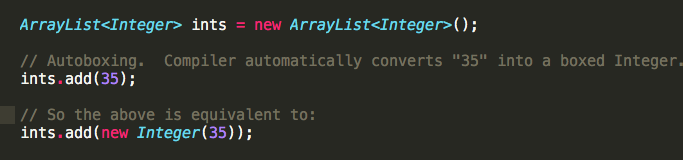 ArrayList<Integer> ints = new ArrayList<Integer>();
// Autoboxing.  Compiler automatically converts "35" into a boxed Integer.
ints.add(35);
// So the above is equivalent to:
ints.add(new Integer(35));